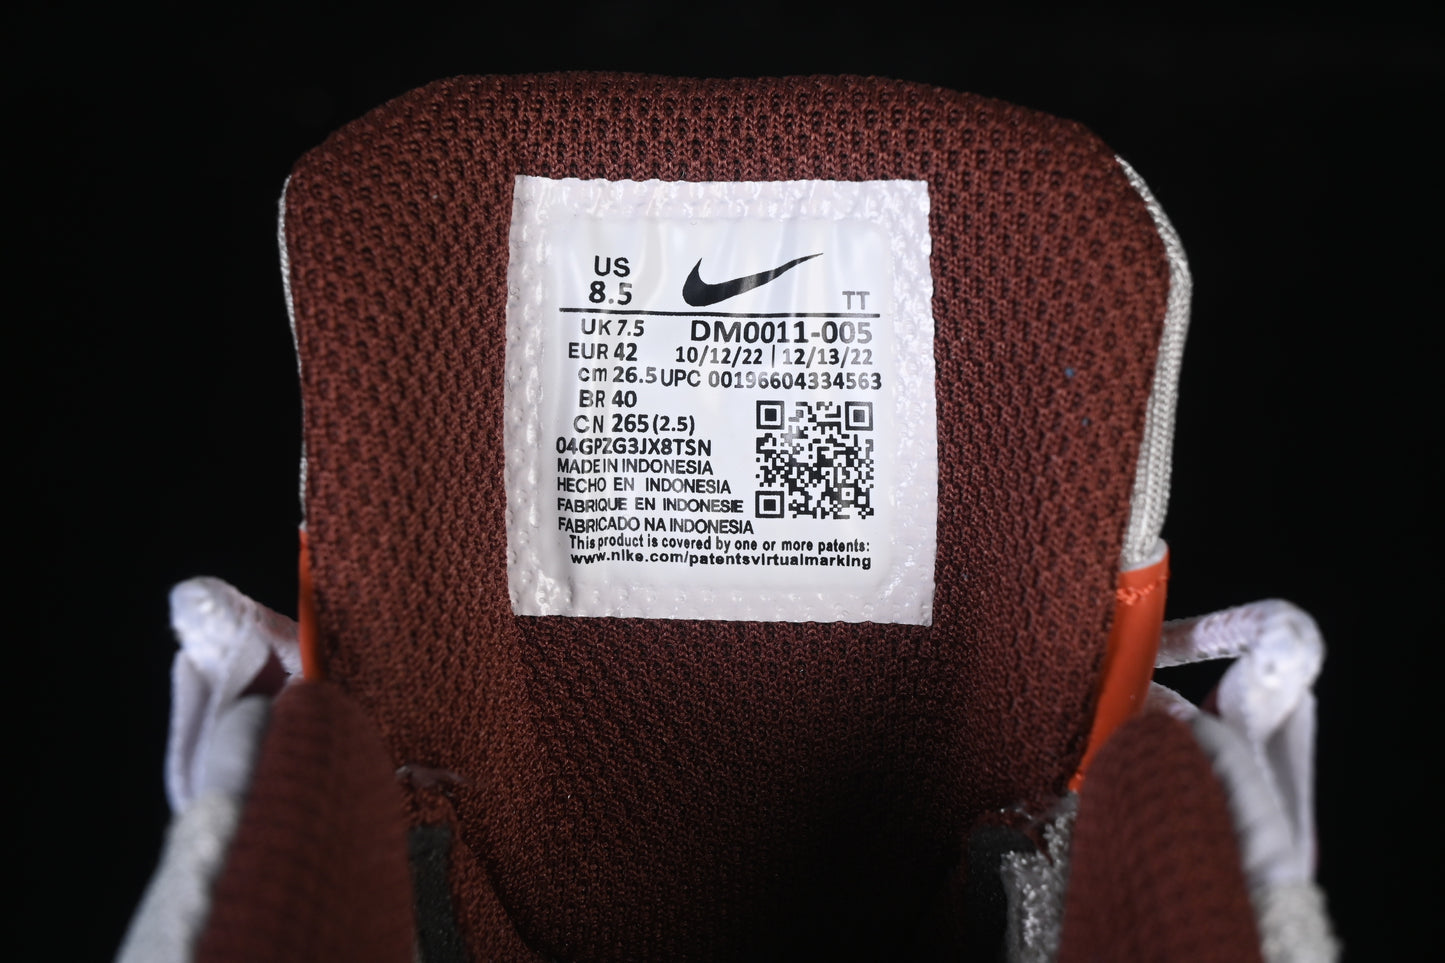 US
8.5
TT
UK 7.5
DM0011-005
EUR 42
10/12/22 | 12/13/22
cm 26.5
UPC 00196604334563
BR 40
CN 265 (2.5)
04GPZG3JX8TSN
MADE IN INDONESIA
HECHO EN INDONESIA
FABRIQUE EN INDONESIE
FABRICADO NA INDONESIA
This product is covered by one or more patents:
www.nike.com/patentsvirtualmarking